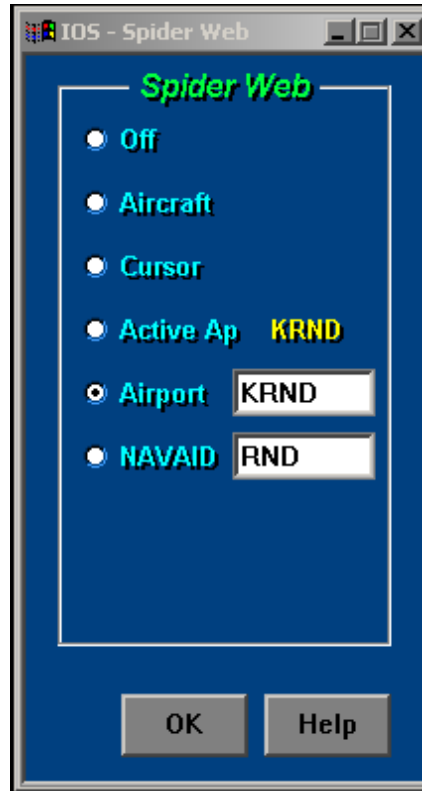 IOS - Spider Web
Spider Web
Off
Aircraft
Cursor
Active Ap KRND
Airport KRND
NAVAID RND
OK Help